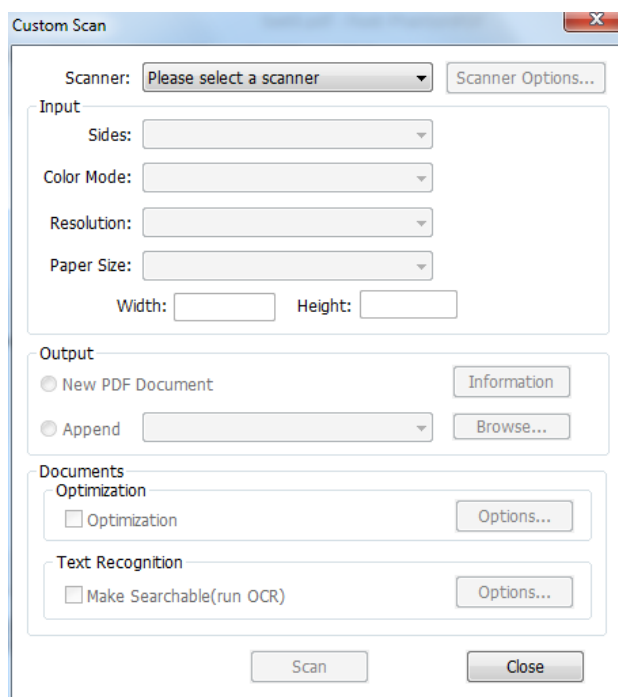 Custom Scan
Scanner: Please select a scanner Scanner Options...
Input
Sides:
Color Mode:
Resolution:
Paper Size:
Width: Height:
Output
New PDF Document Information
Append Browse...
Documents
Optimization
Optimization Options...
Text Recognition
Make Searchable(run OCR) Options...
Scan Close